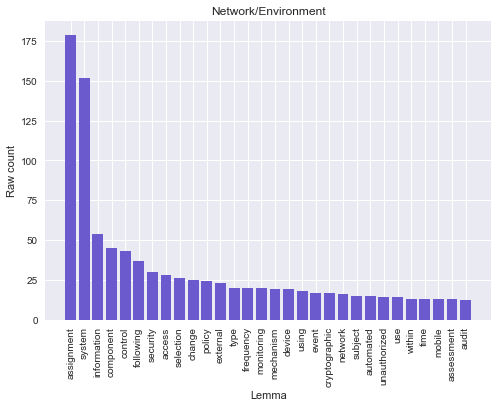 Network/Environment
Raw count
175
150
125
100
75
50
25
0
assignment
system
information
component
control
following
security
access
selection
change
policy
external
type
frequency
monitoring
mechanism
device
using
event
cryptographic
network
subject
automated
unauthorized
use
within
time
mobile
assessment
audit
Lemma